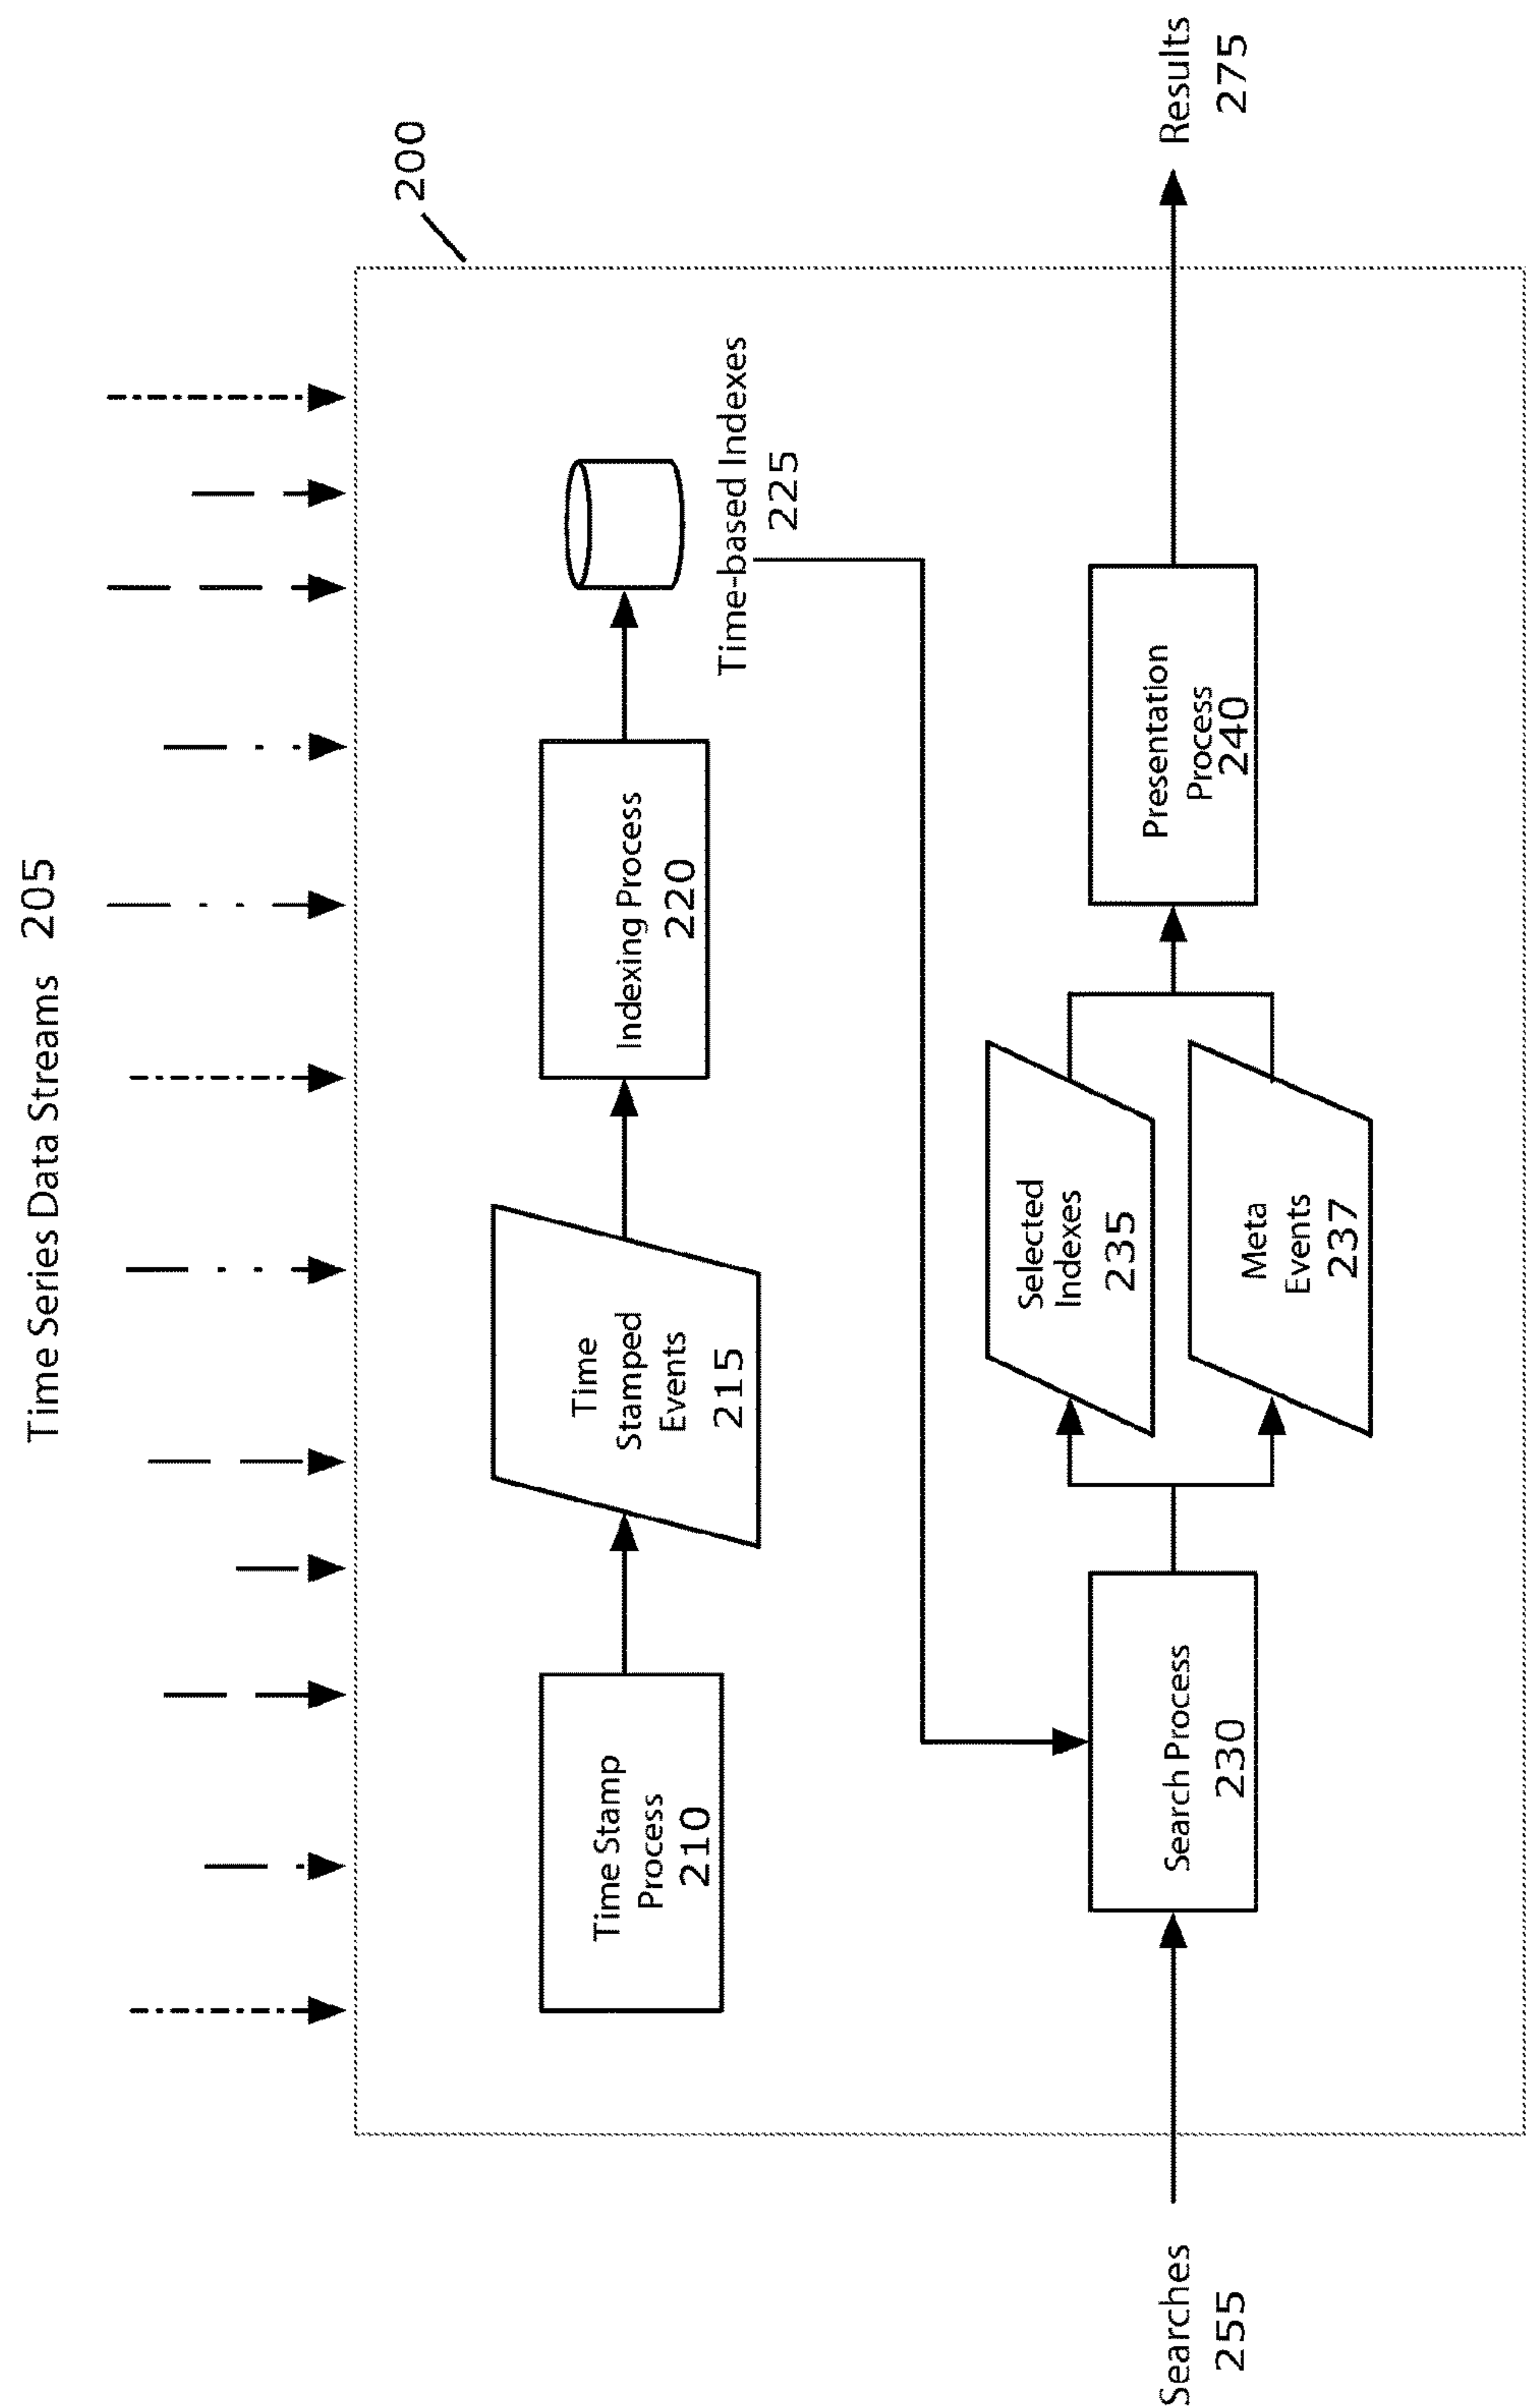 Time Series Data Streams 205
200
Time Stamp
Process
210
Time
Stamped
Events
215
Indexing Process
220
Time-based Indexes
225
Searches
255
Search Process
230
Selected
Indexes
235
Meta
Events
237
Presentation
Process
240
Results
275